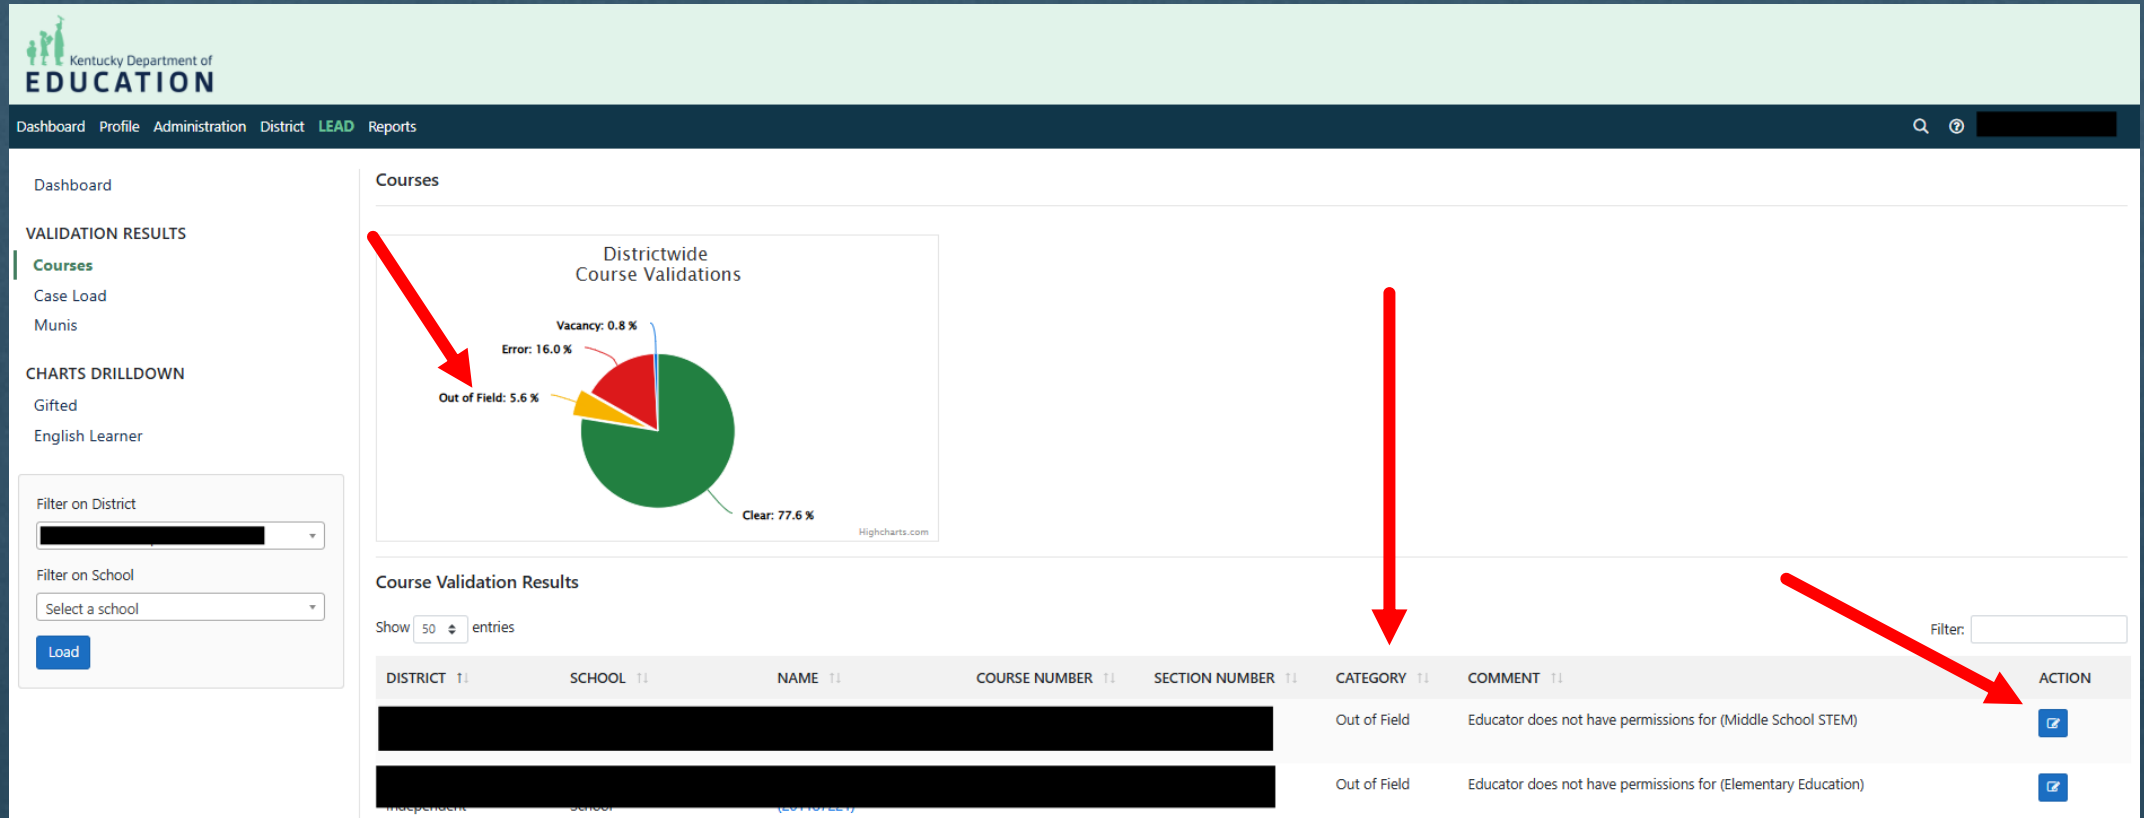 Kentucky Department of
EDUCATION
Dashboard Profile Administration District LEAD Reports
Dashboard
VALIDATION RESULTS
Courses
Case Load
Munis
CHARTS DRILLDOWN
Gifted
English Learner
Filter on District
Filter on School
Select a school
Load
Courses
Districtwide
Course Validations
Vacancy: 0.8 %
Error: 16.0 %
Out of Field: 5.6 %
Clear: 77.6 %
Highcharts.com
Course Validation Results
Show 50 entries
Filter:
DISTRICT SCHOOL NAME COURSE NUMBER SECTION NUMBER CATEGORY COMMENT ACTION
Out of Field Educator does not have permissions for (Middle School STEM)
Out of Field Educator does not have permissions for (Elementary Education)